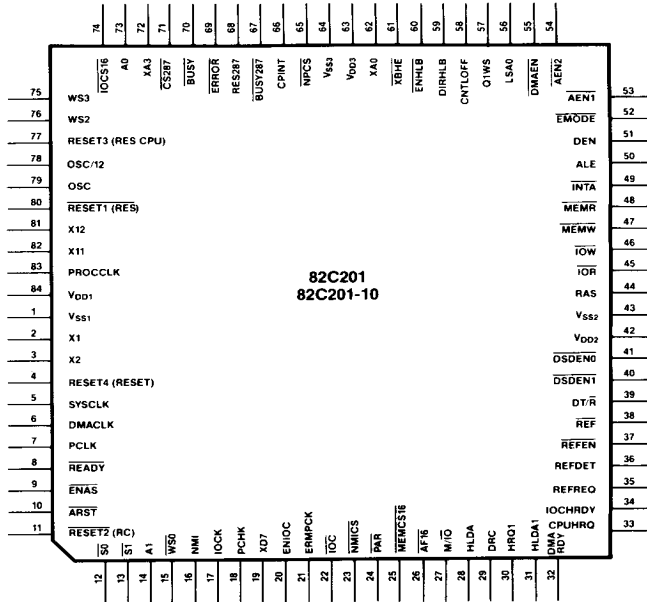 74 73 72 71 70 69 68 67 66 65 64 63 62 61 60 59 58 57 56 55 54
IOCS16 A0 XA3 CS287 BUSY ERROR RES287 BUSY287 CPINT NPCS VSS3 VDD3 XA0 XBHE ENHLB DIRHLB CNTLOFF Q1WS LSA0 DMAEN AEN2
75 WS3
76 WS2
77 RESET3 (RES CPU)
78 OSC/12
79 OSC
80 RESET1 (RES)
81 X12
82 X11
83 PROCCLK
84 VDD1
1 VSS1
2 X1
3 X2
4 RESET4 (RESET)
5 SYSCLK
6 DMACLK
7 PCLK
8 READY
9 ENAS
10 ARST
11 RESET2 (RC)
82C201
82C201-10
AEN1 53
EMODE 52
DEN 51
ALE 50
INTA 49
MEMR 48
MEMW 47
IOW 46
IOR 45
RAS 44
VSS2 43
VDD2 42
DSDEN0 41
DSDEN1 40
DT/R 39
REF 38
REFEN 37
REFDET 36
REFREQ 35
IOCHRDY 34
CPUHRQ 33
S0 S1 A1 WS0 NMI IOCK PCHK XD7 ENIOC ERMPCK IOC NMICS PAR MEMCS16 AF16 M/IO HLDA DRC HRQ1 HLDA1 DMA RDY
12 13 14 15 16 17 18 19 20 21 22 23 24 25 26 27 28 29 30 31 32